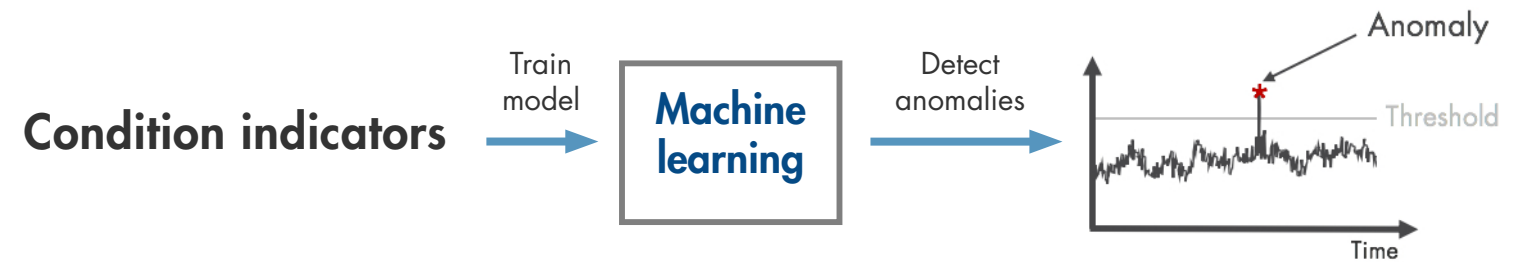 Condition indicators
Train
model
Machine
learning
Detect
anomalies
Anomaly
Threshold
Time